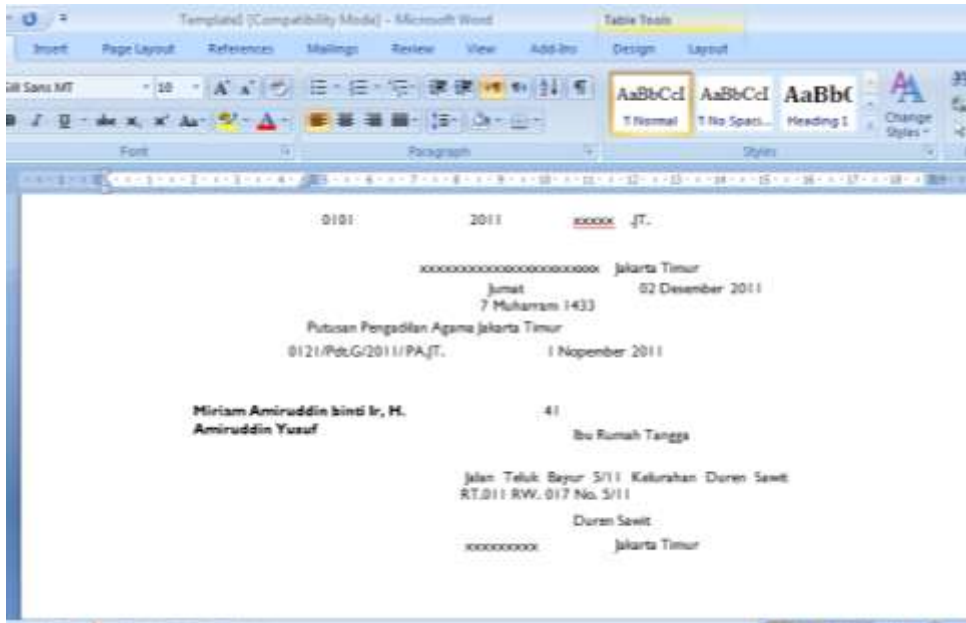 Template1 [Compatibility Mode] - Microsoft Word Table Tools
Insert Page Layout References Mailings Review View Add-Ins Design Layout
Gill Sans MT 10
AaBbCcI AaBbCcI AaBb(
¶ Normal ¶ No Spaci... Heading 1 Change Styles
Font Paragraph Styles
0101 2011 xxxxx .JT.
xxxxxxxxxxxxxxxxxxxxxxxx Jakarta Timur
Jumat 02 Desember 2011
7 Muharram 1433
Putusan Pengadilan Agama Jakarta Timur
0121/Pdt.G/2011/PA.JT. 1 Nopember 2011
Miriam Amiruddin binti Ir, H. 41
Amiruddin Yusuf
Ibu Rumah Tangga
Jalan Teluk Bayur 5/11 Kelurahan Duren Sawit
RT.011 RW. 017 No. 5/11
Duren Sawit
xxxxxxxxx Jakarta Timur